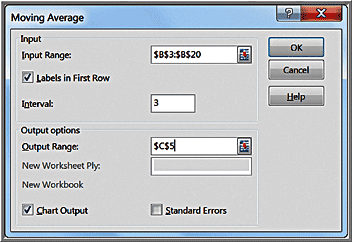 Moving Average
?
Input
Input Range:
$B$3:$B$20
Labels in First Row
Interval:
3
OK
Cancel
Help
Output options
Output Range:
$C$5
New Worksheet Ply:
New Workbook
Chart Output
Standard Errors